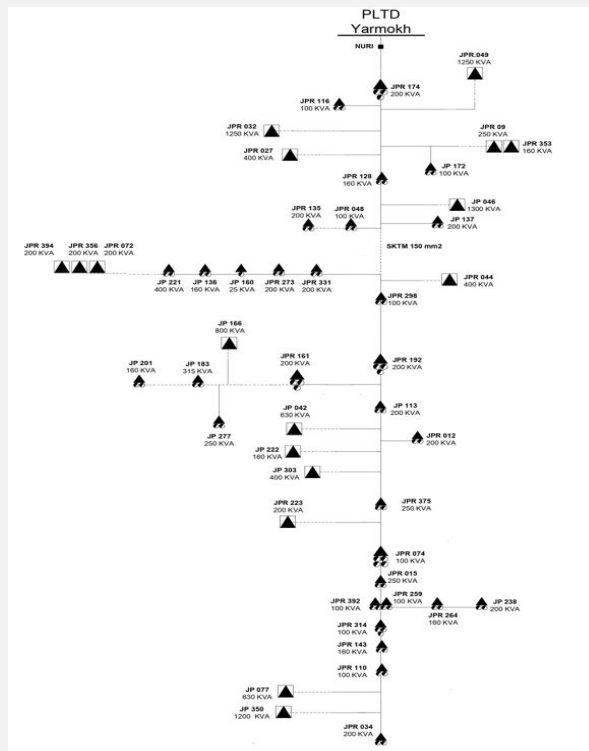 PLTD
Yarmokh
NURI
JPR.049
1250 KVA
JPR 174
200 KVA
JPR 116
100 KVA
JPR 032
1250 KVA
JPR 09
250 KVA
JPR 353
160 KVA
JPR 027
400 KVA
JP 172
100 KVA
JPR 128
160 KVA
JP 046
1300 KVA
JPR 135
200 KVA
JPR 048
100 KVA
JP 137
200 KVA
SKTM 150 mm2
JPR 394
200 KVA
JPR 356
200 KVA
JPR 072
200 KVA
JP 221
400 KVA
JP 136
160 KVA
JP 160
25 KVA
JPR 273
200 KVA
JPR 331
200 KVA
JPR 044
400 KVA
JPR 298
100 KVA
JP 166
800 KVA
JP 201
160 KVA
JP 183
315 KVA
JPR 161
200 KVA
JPR 192
200 KVA
JP 277
250 KVA
JP 113
200 KVA
JP 042
630 KVA
JPR 012
200 KVA
JP 222
160 KVA
JP 303
400 KVA
JPR 375
250 KVA
JPR 223
200 KVA
JPR 074
100 KVA
JPR 015
250 KVA
JPR 392
100 KVA
JPR 259
100 KVA
JPR 264
160 KVA
JP 238
200 KVA
JPR 314
100 KVA
JPR 143
160 KVA
JPR 110
100 KVA
JP 077
630 KVA
JP 350
1200 KVA
JPR 034
200 KVA